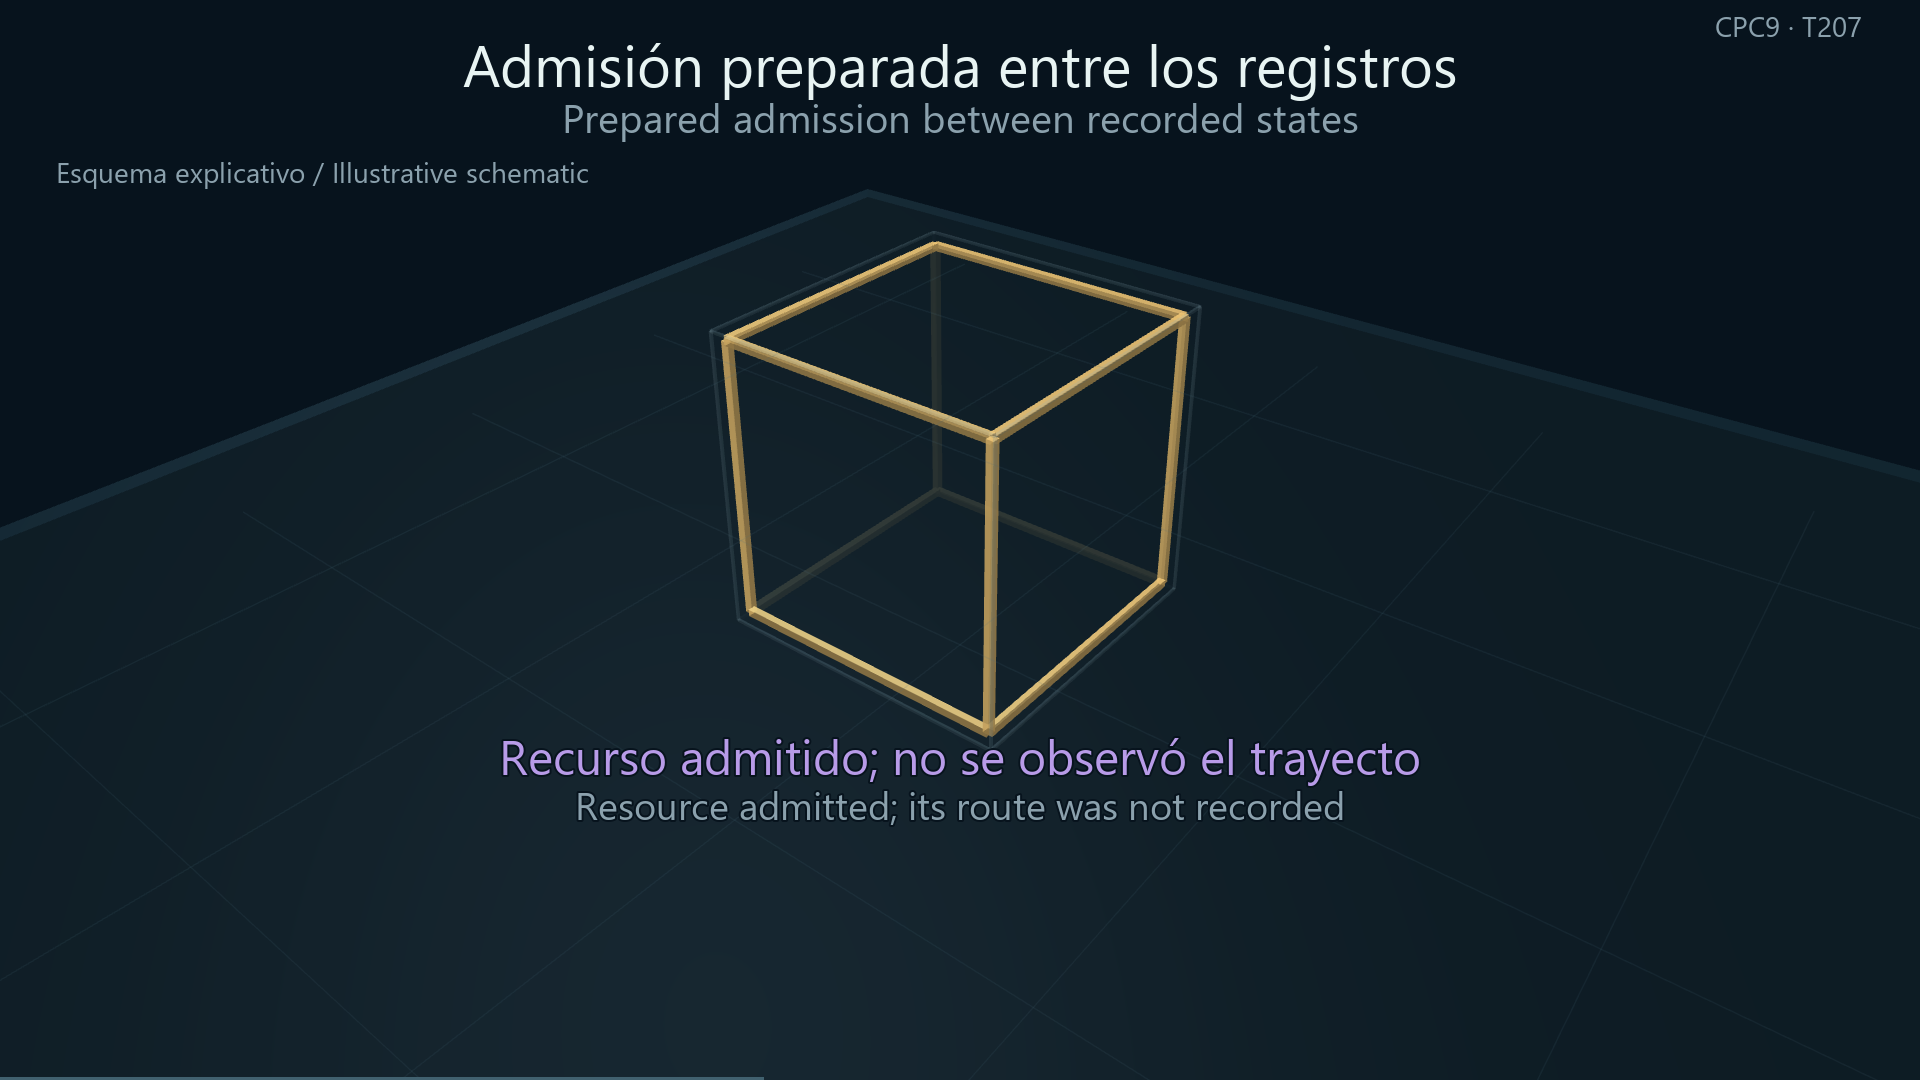 CPC9 · T207
Admisión preparada entre los registros
Prepared admission between recorded states
Esquema explicativo / Illustrative schematic
Recurso admitido; no se observó el trayecto
Resource admitted; its route was not recorded